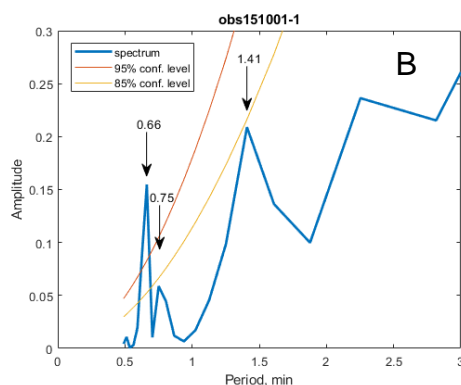 obs151001-1
0.3
0.25
0.2
0.15
0.1
0.05
0
Amplitude
spectrum
95% conf. level
85% conf. level
B
1.41
0.66
0.75
0 0.5 1 1.5 2 2.5 3
Period. min